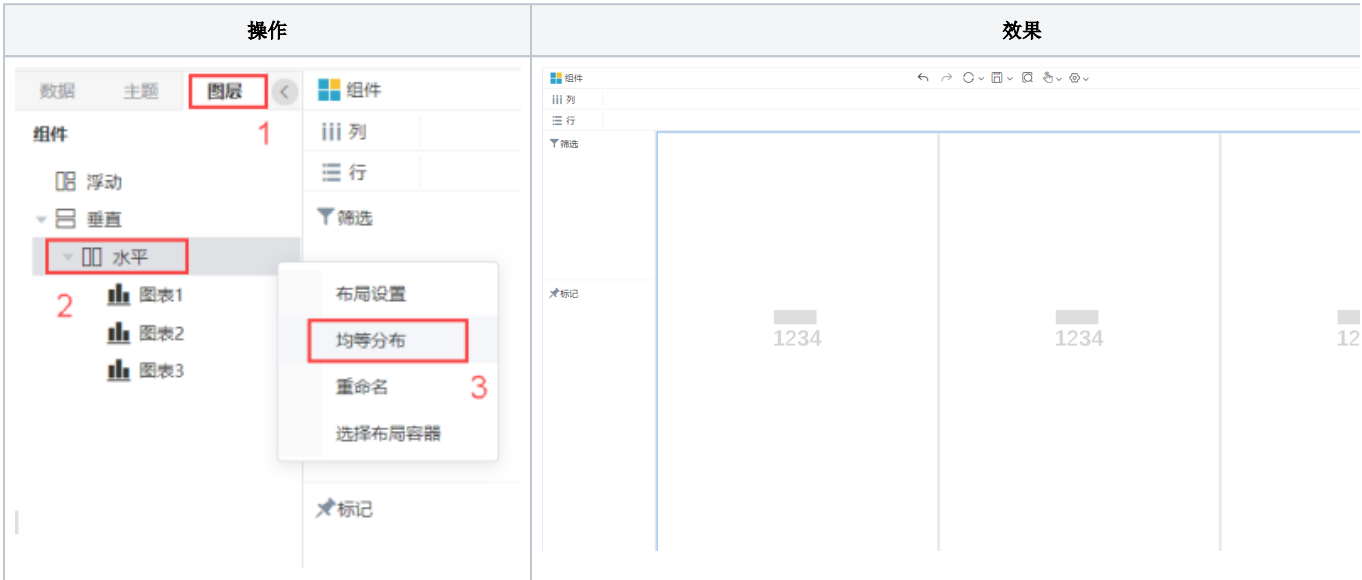 操作
效果
数据 主题 图层
1
组件
浮动
垂直
水平
2
图表1
图表2
图表3
组件
列
行
筛选
布局设置
均等分布
重命名
3
选择布局容器
标记
组件
列
行
筛选
标记
1234
1234
12